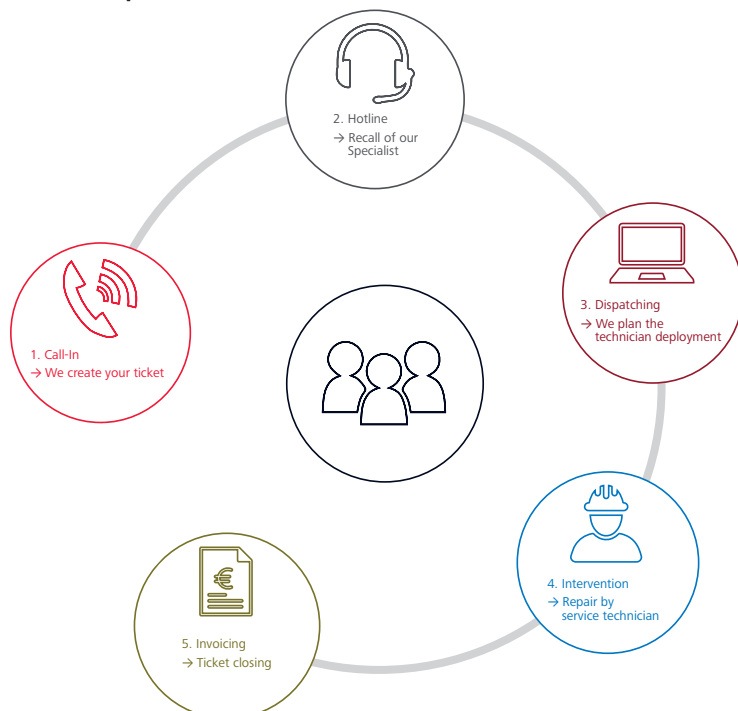 1. Call-In
→ We create your ticket
2. Hotline
→ Recall of our
Specialist
3. Dispatching
→ We plan the
technician deployment
4. Intervention
→ Repair by
service technician
5. Invoicing
→ Ticket closing
€